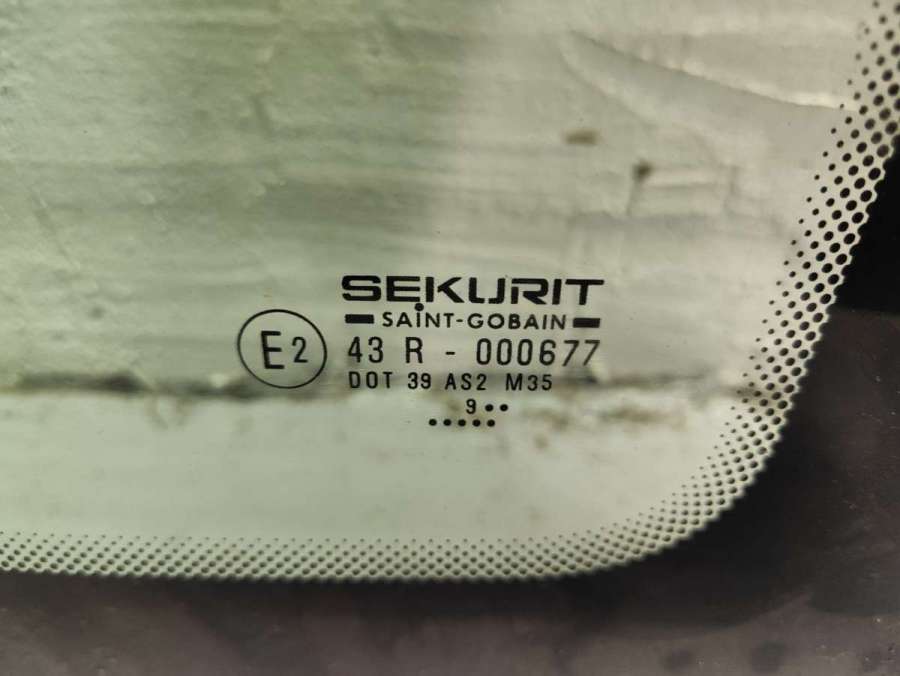 SEKURIT
SAINT-GOBAIN
E2 43 R - 000677
DOT 39 AS2 M35
9 ••
•••••